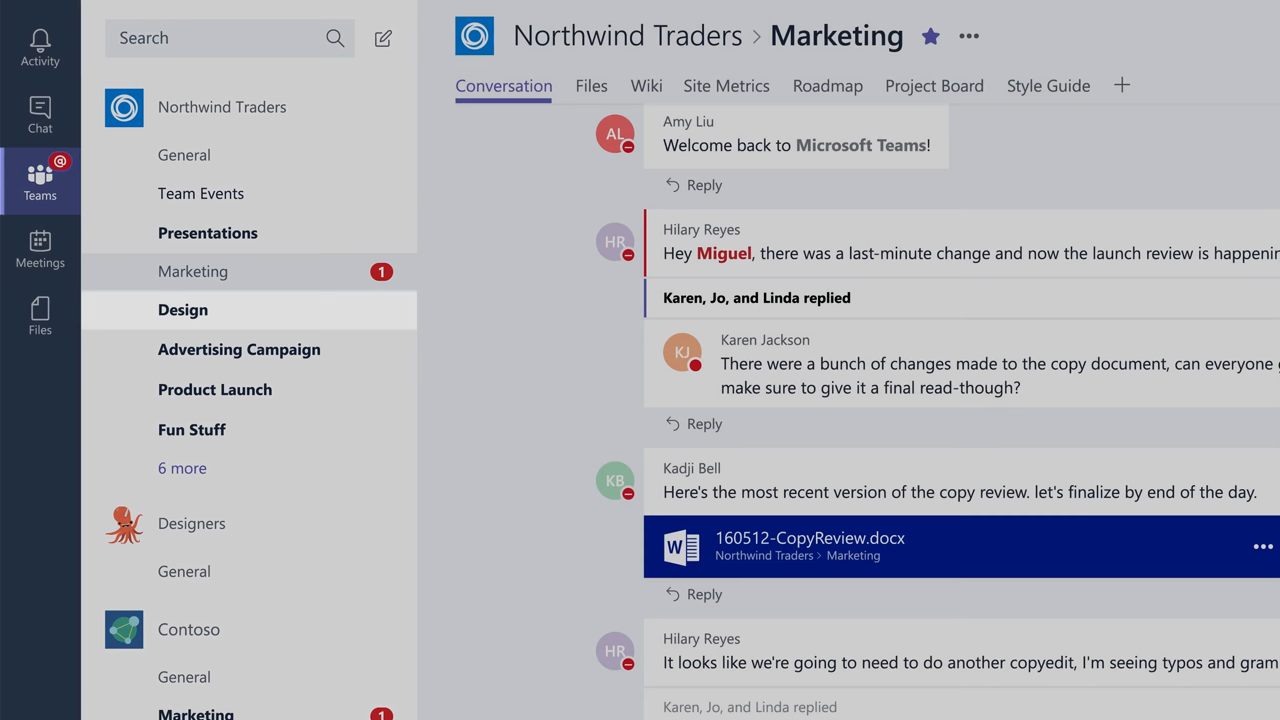 Activity
Chat
@
Teams
Meetings
Files
Search
Northwind Traders
General
Team Events
Presentations
Marketing 1
Design
Advertising Campaign
Product Launch
Fun Stuff
6 more
Designers
General
Contoso
General
Marketing 1
Northwind Traders > Marketing
Conversation Files Wiki Site Metrics Roadmap Project Board Style Guide
AL
Amy Liu
Welcome back to Microsoft Teams!
Reply
HR
Hilary Reyes
Hey Miguel, there was a last-minute change and now the launch review is
Karen, Jo, and Linda replied
KJ
Karen Jackson
There were a bunch of changes made to the copy document, can everyone
make sure to give it a final read-though?
Reply
KB
Kadji Bell
Here's the most recent version of the copy review. let's finalize by end of the day.
W
160512-CopyReview.docx
Northwind Traders > Marketing
Reply
HR
Hilary Reyes
It looks like we're going to need to do another copyedit, I'm seeing typos and
Karen, Jo, and Linda replied